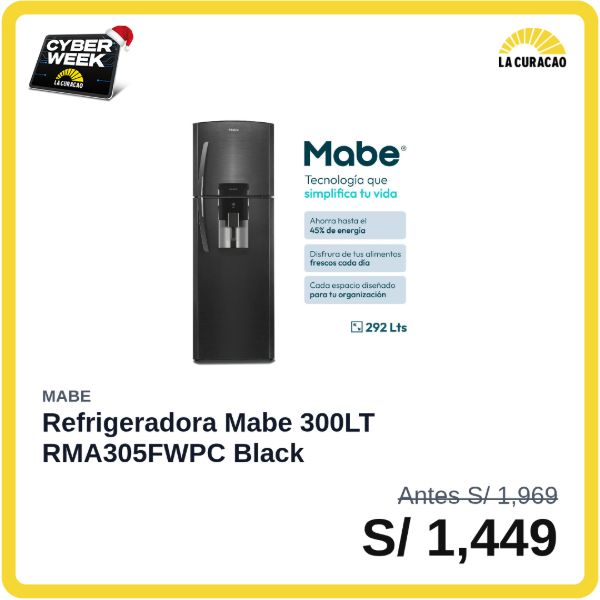 CYBER
WEEK
LA CURACAO
LA CURACAO
Mabe®
Tecnología que
simplifica tu vida
Ahorra hasta el
45% de energía
Disfrura de tus alimentos
frescos cada día
Cada espacio diseñado
para tu organización
292 Lts
MABE
Refrigeradora Mabe 300LT
RMA305FWPC Black
Antes S/ 1,969
S/ 1,449